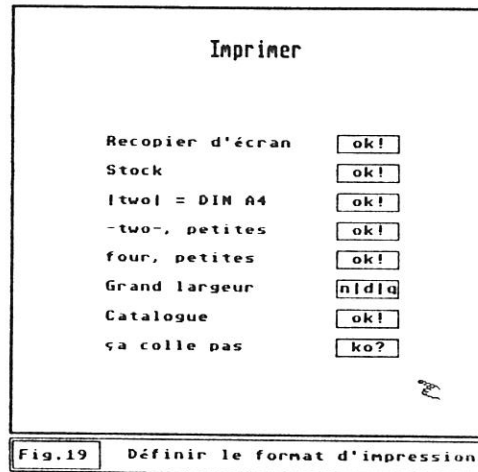 Imprimer
Recopier d'écran ok!
Stock ok!
|two| = DIN A4 ok!
-two-, petites ok!
four, petites ok!
Grand largeur n|d|q
Catalogue ok!
ça colle pas ko?
Fig.19 Définir le format d'impression